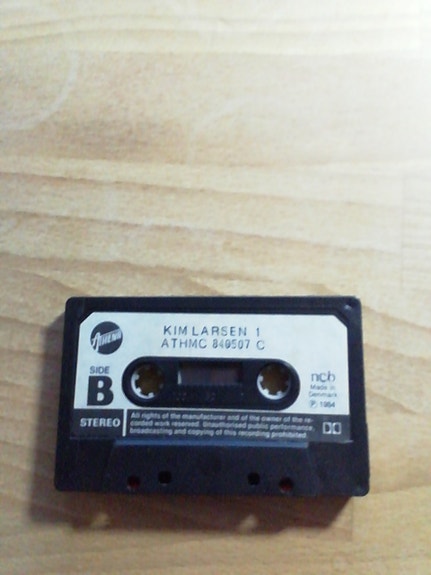 ATHENA
KIM LARSEN 1
ATHMC 840507 C
SIDE
B
ncb
Made in
Denmark
℗ 1984
STEREO
All rights of the manufacturer and of the owner of the re-
corded work reserved. Unauthorised public performance,
broadcasting and copying of this recording prohibited.